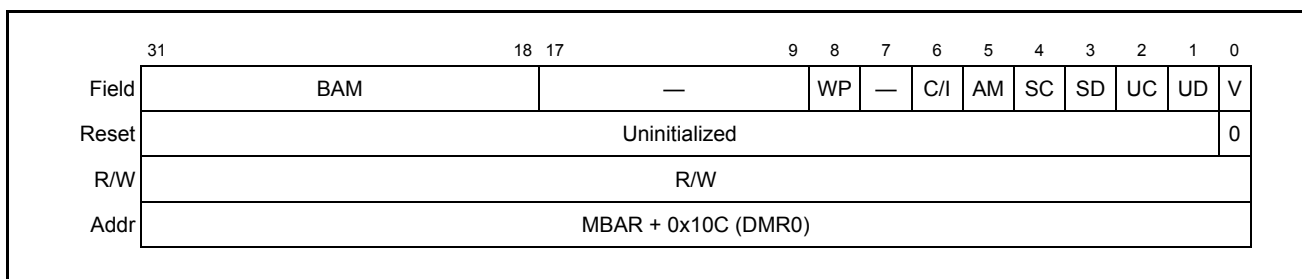 31 18 17 9 8 7 6 5 4 3 2 1 0
Field BAM — WP — C/I AM SC SD UC UD V
Reset Uninitialized 0
R/W R/W
Addr MBAR + 0x10C (DMR0)